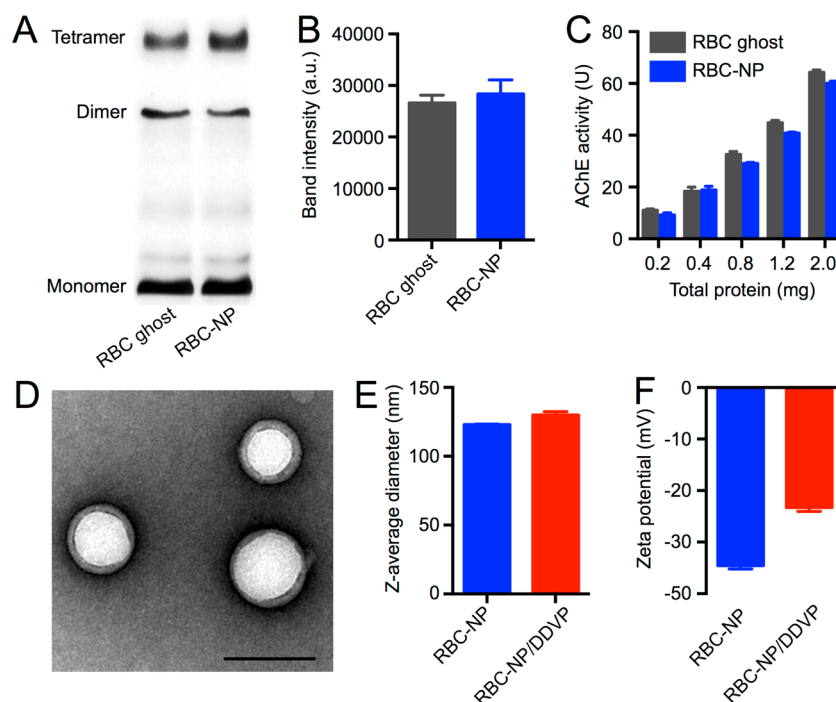 A
Tetramer
Dimer
Monomer
RBC ghost
RBC-NP
B
Band intensity (a.u.)
40000
30000
20000
10000
0
RBC ghost
RBC-NP
C
RBC ghost
RBC-NP
AChE activity (U)
80
60
40
20
0
0.2 0.4 0.8 1.2 2.0
Total protein (mg)
D
E
Z-average diameter (nm)
150
100
50
0
RBC-NP
RBC-NP/DDVP
F
Zeta potential (mV)
0
-10
-20
-30
-40
-50
RBC-NP
RBC-NP/DDVP